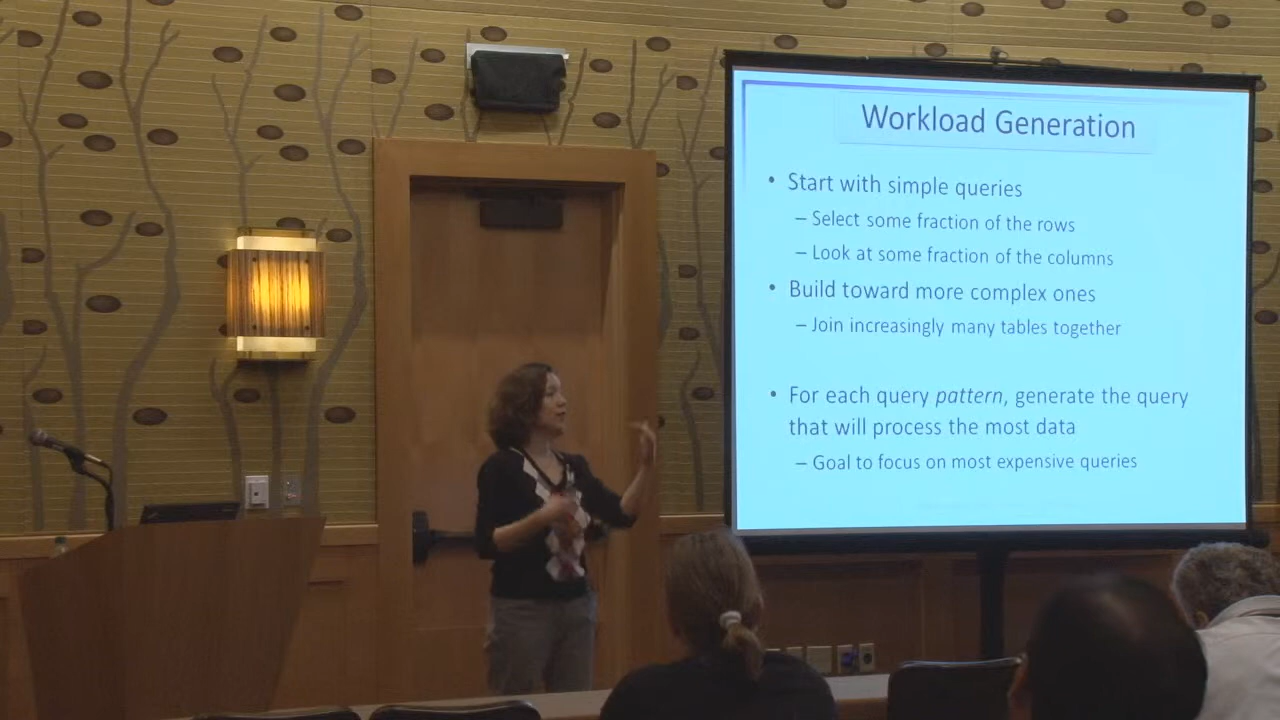 Workload Generation
• Start with simple queries
– Select some fraction of the rows
– Look at some fraction of the columns
• Build toward more complex ones
– Join increasingly many tables together
• For each query pattern, generate the query
that will process the most data
– Goal to focus on most expensive queries